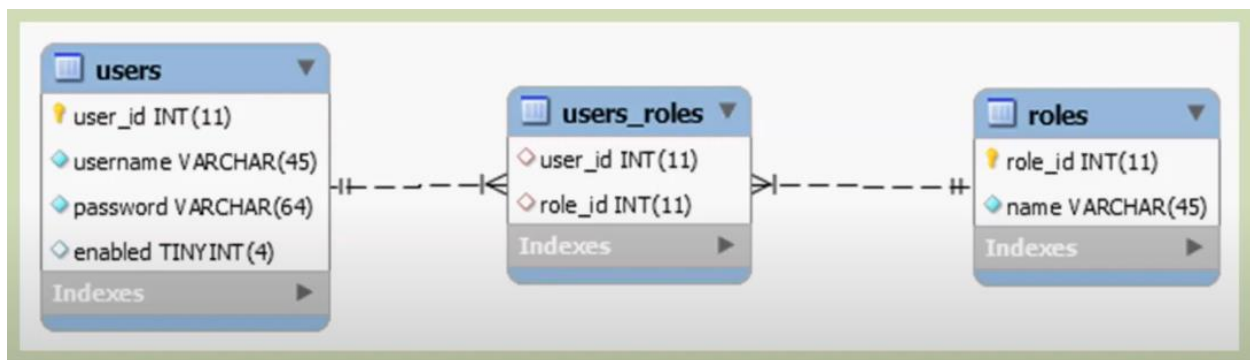 users
user_id INT(11)
username VARCHAR(45)
password VARCHAR(64)
enabled TINYINT(4)
Indexes
users_roles
user_id INT(11)
role_id INT(11)
Indexes
roles
role_id INT(11)
name VARCHAR(45)
Indexes